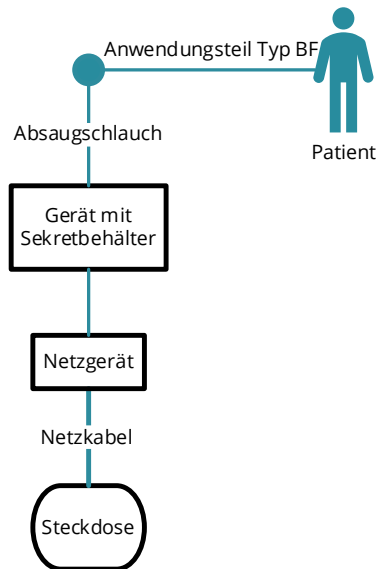 Anwendungsteil Typ BF
Absaugschlauch
Patient
Gerät mit
Sekretbehälter
Netzgerät
Netzkabel
Steckdose